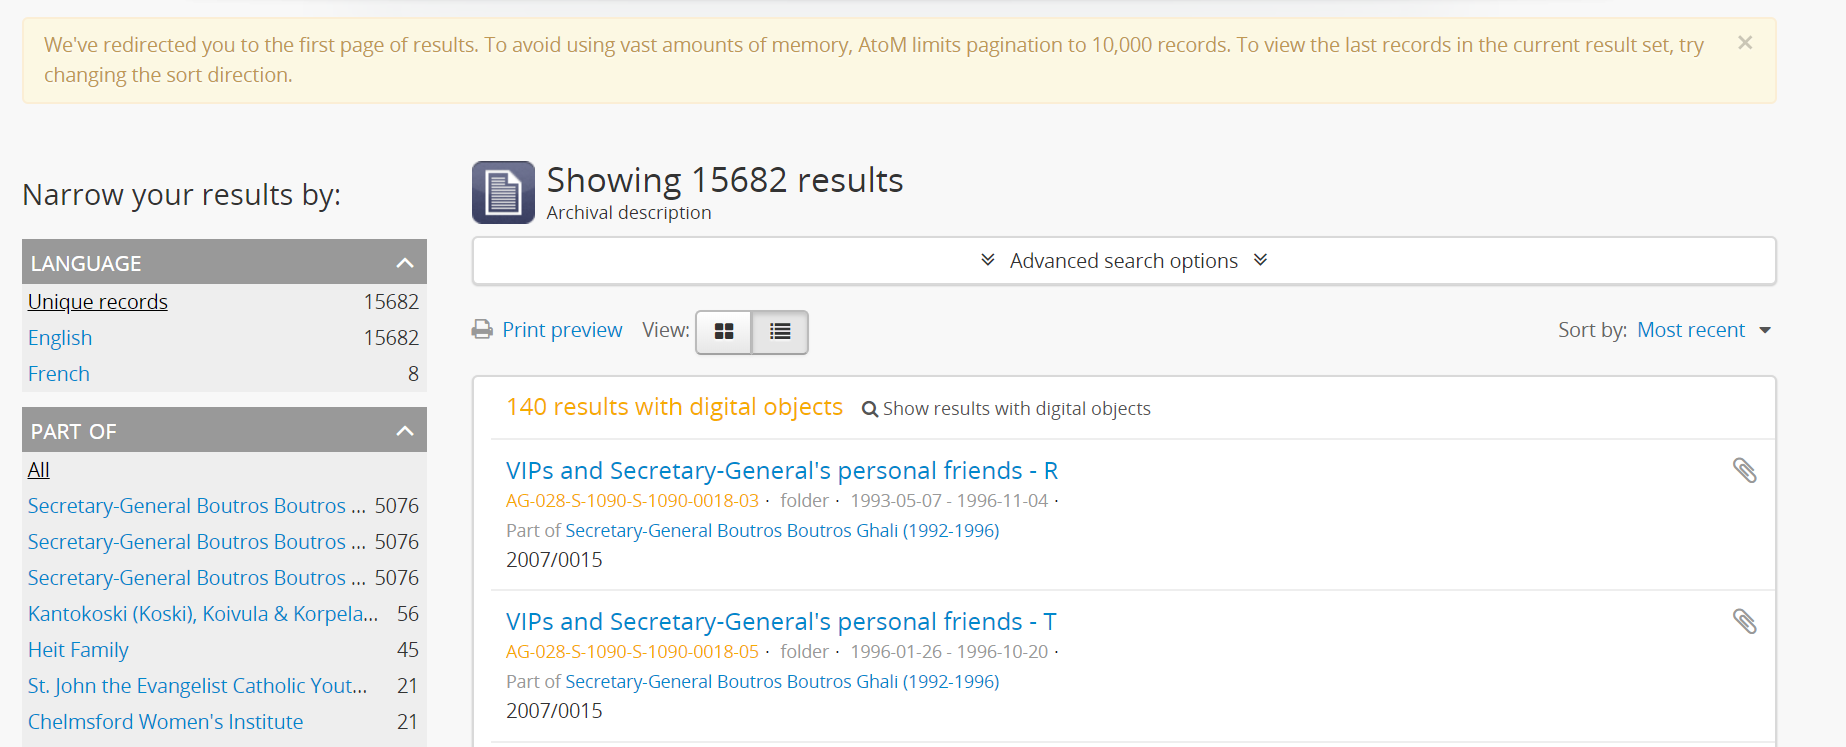 We've redirected you to the first page of results. To avoid using vast amounts of memory, AtoM limits pagination to 10,000 records. To view the last records in the current result set, try
changing the sort direction.
×
Narrow your results by:
LANGUAGE
Unique records 15682
English 15682
French 8
PART OF
All
Secretary-General Boutros Boutros ... 5076
Secretary-General Boutros Boutros ... 5076
Secretary-General Boutros Boutros ... 5076
Kantokoski (Koski), Koivula & Korpela... 56
Heit Family 45
St. John the Evangelist Catholic Yout... 21
Chelmsford Women's Institute 21
Showing 15682 results
Archival description
Advanced search options
Print preview View: Sort by: Most recent
140 results with digital objects Show results with digital objects
VIPs and Secretary-General's personal friends - R
AG-028-S-1090-S-1090-0018-03 · folder · 1993-05-07 - 1996-11-04 ·
Part of Secretary-General Boutros Boutros Ghali (1992-1996)
2007/0015
VIPs and Secretary-General's personal friends - T
AG-028-S-1090-S-1090-0018-05 · folder · 1996-01-26 - 1996-10-20 ·
Part of Secretary-General Boutros Boutros Ghali (1992-1996)
2007/0015